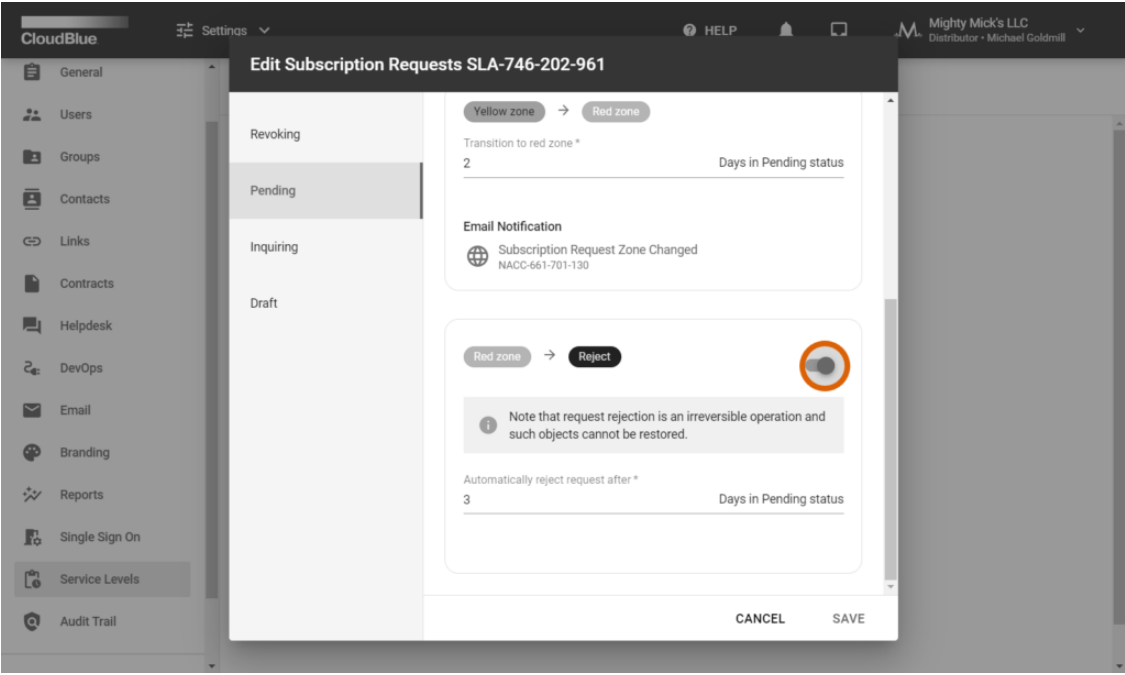 CloudBlue
Settings
HELP
Mighty Mick's LLC
Distributor • Michael Goldmill
General
Users
Groups
Contacts
Links
Contracts
Helpdesk
DevOps
Email
Branding
Reports
Single Sign On
Service Levels
Audit Trail
Edit Subscription Requests SLA-746-202-961
Revoking
Pending
Inquiring
Draft
Yellow zone → Red zone
Transition to red zone *
2 Days in Pending status
Email Notification
Subscription Request Zone Changed
NACC-661-701-130
Red zone → Reject
Note that request rejection is an irreversible operation and
such objects cannot be restored.
Automatically reject request after *
3 Days in Pending status
CANCEL SAVE